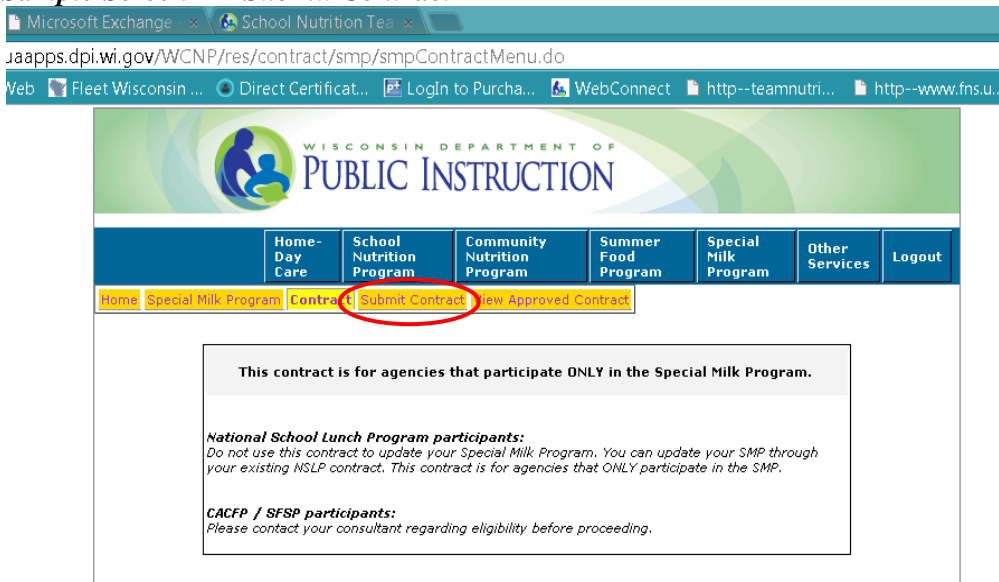 Microsoft Exchange - × School Nutrition Tea ×
uaapps.dpi.wi.gov/WCNP/res/contract/smp/smpContractMenu.do
Web Fleet Wisconsin ... Direct Certificat... LogIn to Purcha... WebConnect http--teamnutri... http--www.fns.u...
WISCONSIN DEPARTMENT OF
PUBLIC INSTRUCTION
Home-Day Care School Nutrition Program Community Nutrition Program Summer Food Program Special Milk Program Other Services Logout
Home Special Milk Program Contract Submit Contract View Approved Contract
This contract is for agencies that participate ONLY in the Special Milk Program.
National School Lunch Program participants:
Do not use this contract to update your Special Milk Program. You can update your SMP through
your existing NSLP contract. This contract is for agencies that ONLY participate in the SMP.
CACFP / SFSP participants:
Please contact your consultant regarding eligibility before proceeding.